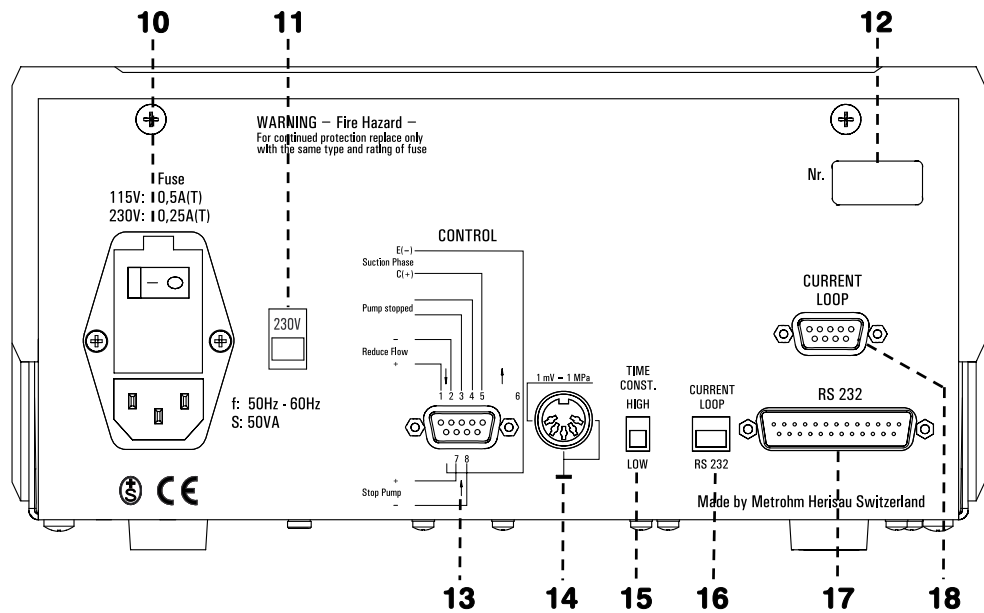 10
11
12
WARNING – Fire Hazard –
For continued protection replace only
with the same type and rating of fuse
Fuse
115V: 0,5A(T)
230V: 0,25A(T)
Nr.
CONTROL
E(–)
Suction Phase
C(+)
Pump stopped
–
Reduce Flow
+
1 2 3 4 5 6
7 8
+
Stop Pump
–
230V
f: 50Hz - 60Hz
S: 50VA
1 mV – 1 MPa
TIME
CONST.
HIGH
LOW
CURRENT
LOOP
RS 232
CURRENT
LOOP
RS 232
S CE
Made by Metrohm Herisau Switzerland
13
14
15
16
17
18